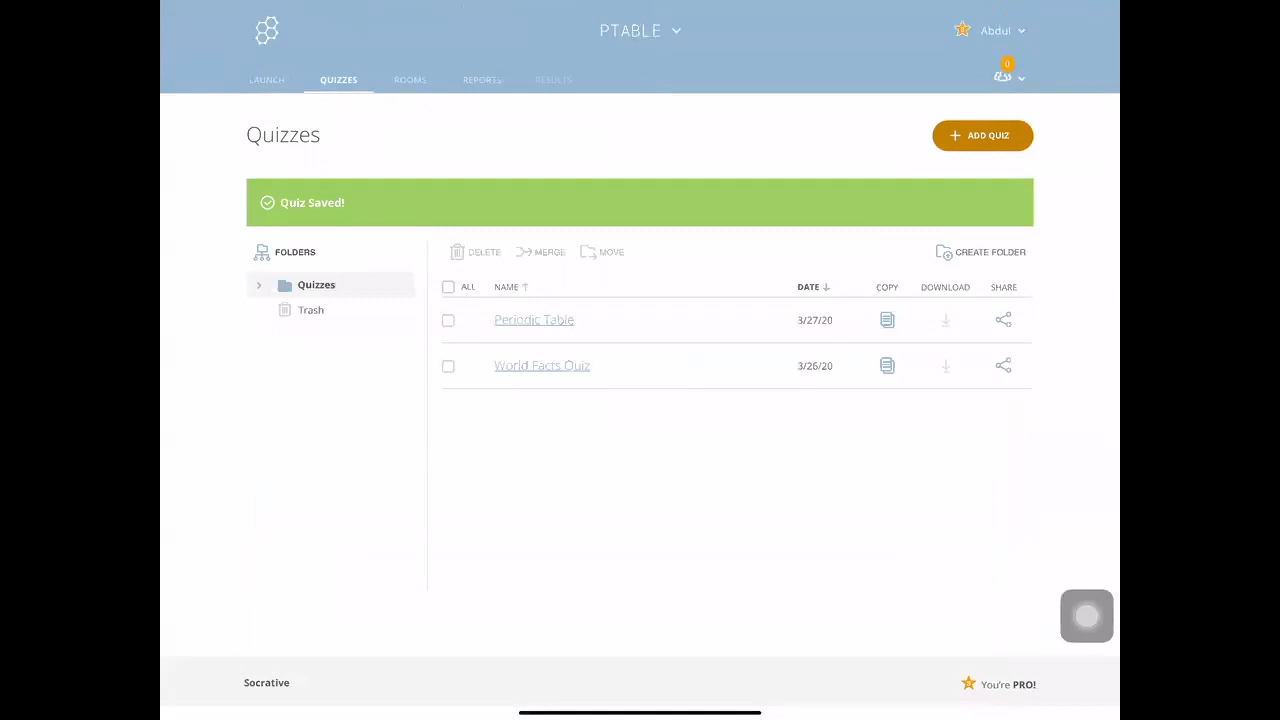 PTABLE
Abdul
LAUNCH QUIZZES ROOMS REPORTS RESULTS
0
Quizzes
+ ADD QUIZ
Quiz Saved!
FOLDERS
Quizzes
Trash
DELETE MERGE MOVE CREATE FOLDER
ALL NAME DATE COPY DOWNLOAD SHARE
Periodic Table 3/27/20
World Facts Quiz 3/26/20
Socrative
You're PRO!